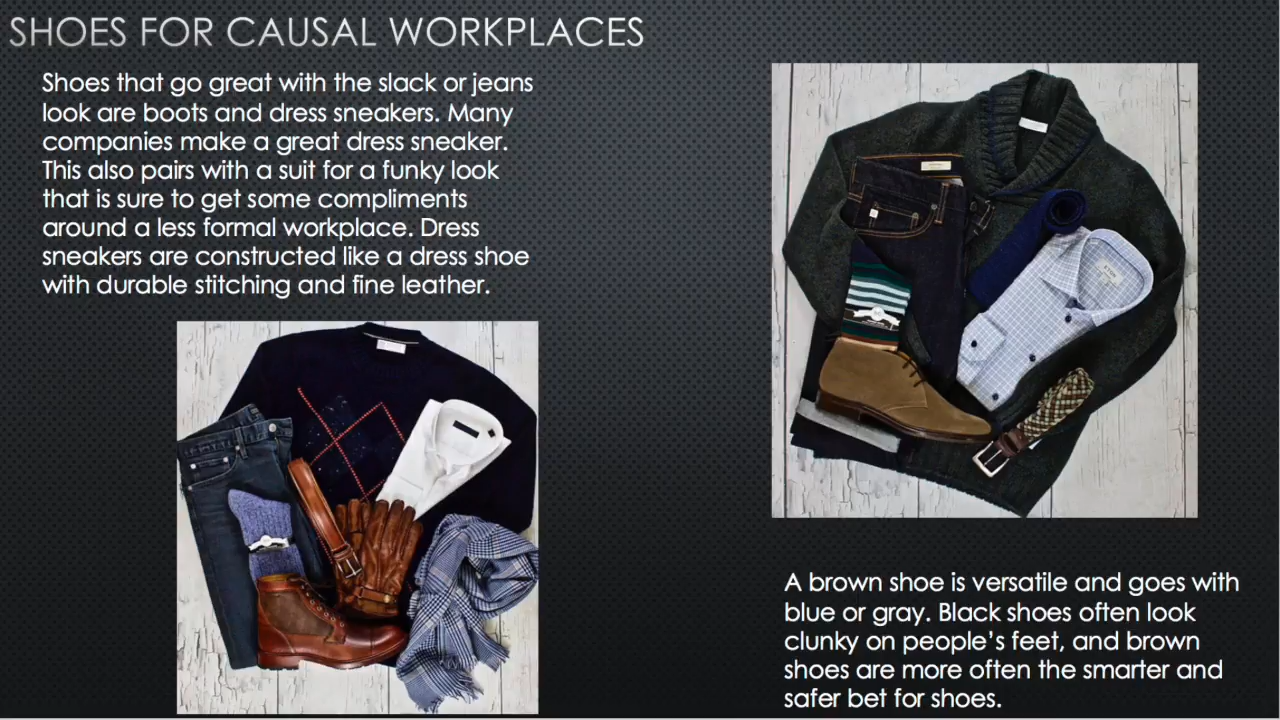 SHOES FOR CAUSAL WORKPLACES
Shoes that go great with the slack or jeans
look are boots and dress sneakers. Many
companies make a great dress sneaker.
This also pairs with a suit for a funky look
that is sure to get some compliments
around a less formal workplace. Dress
sneakers are constructed like a dress shoe
with durable stitching and fine leather.
A brown shoe is versatile and goes with
blue or gray. Black shoes often look
clunky on people's feet, and brown
shoes are more often the smarter and
safer bet for shoes.